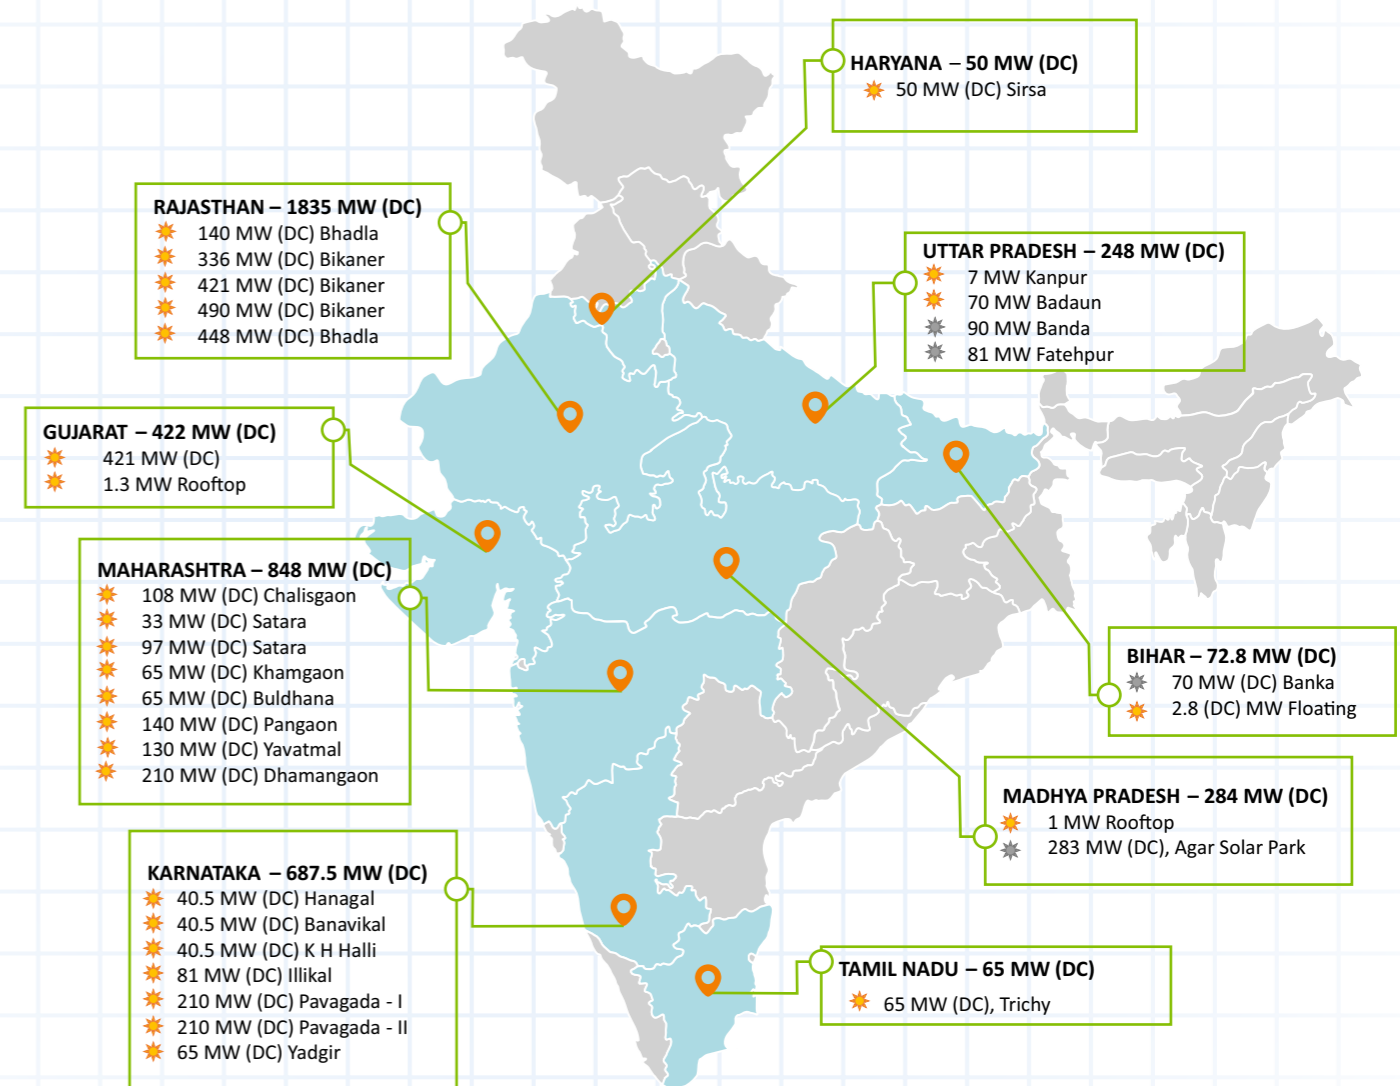 HARYANA – 50 MW (DC)
50 MW (DC) Sirsa
RAJASTHAN – 1835 MW (DC)
140 MW (DC) Bhadla
336 MW (DC) Bikaner
421 MW (DC) Bikaner
490 MW (DC) Bikaner
448 MW (DC) Bhadla
UTTAR PRADESH – 248 MW (DC)
7 MW Kanpur
70 MW Badaun
90 MW Banda
81 MW Fatehpur
GUJARAT – 422 MW (DC)
421 MW (DC)
1.3 MW Rooftop
MAHARASHTRA – 848 MW (DC)
108 MW (DC) Chalisgaon
33 MW (DC) Satara
97 MW (DC) Satara
65 MW (DC) Khamgaon
65 MW (DC) Buldhana
140 MW (DC) Pangaon
130 MW (DC) Yavatmal
210 MW (DC) Dhamangaon
BIHAR – 72.8 MW (DC)
70 MW (DC) Banka
2.8 (DC) MW Floating
MADHYA PRADESH – 284 MW (DC)
1 MW Rooftop
283 MW (DC), Agar Solar Park
KARNATAKA – 687.5 MW (DC)
40.5 MW (DC) Hanagal
40.5 MW (DC) Banavikal
40.5 MW (DC) K H Halli
81 MW (DC) Illikal
210 MW (DC) Pavagada - I
210 MW (DC) Pavagada - II
65 MW (DC) Yadgir
TAMIL NADU – 65 MW (DC)
65 MW (DC), Trichy